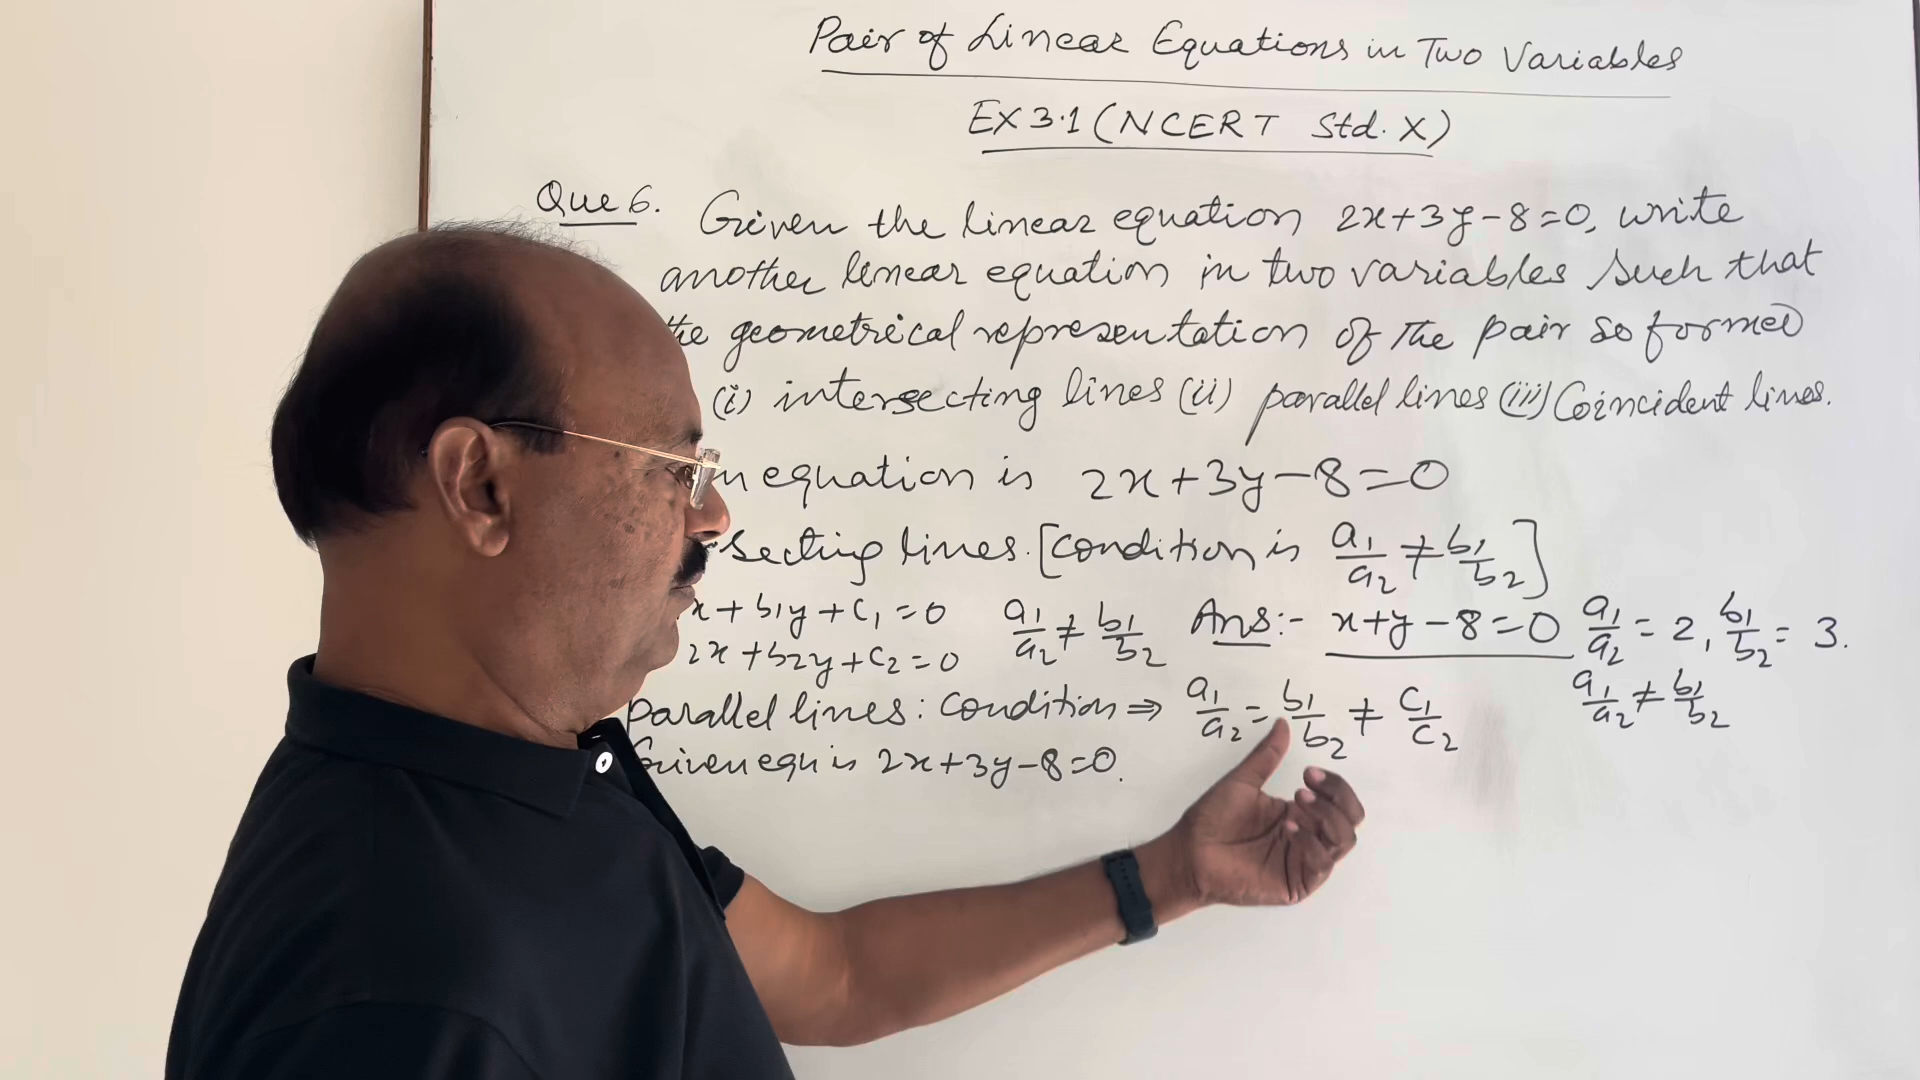 Pair of Linear Equations in Two Variables
EX 3.1 (NCERT Std. X)
Que 6. Given the linear equation 2x+3y-8=0, write
another linear equation in two variables such that
the geometrical representation of the pair so formed
(i) intersecting lines (ii) parallel lines (iii) Coincident lines.
equation is 2x+3y-8=0
secting lines. [condition is a₁/a₂ ≠ b₁/b₂]
x + b₁y + c₁ = 0 a₁/a₂ ≠ b₁/b₂ Ans:- x+y-8=0 a₁/a₂ = 2, b₁/b₂ = 3.
2x + b2y + c2 = 0 a₁/a₂ ≠ b₁/b₂
parallel lines: condition ⇒ a₁/a₂ = b₁/b₂ ≠ c₁/c₂
Given eqn is 2x+3y-8=0.